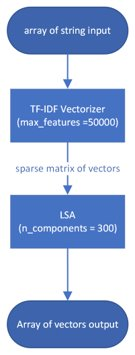 array of string input
TF-IDF Vectorizer
(max_features =50000)
sparse matrix of vectors
LSA
(n_components = 300)
Array of vectors output